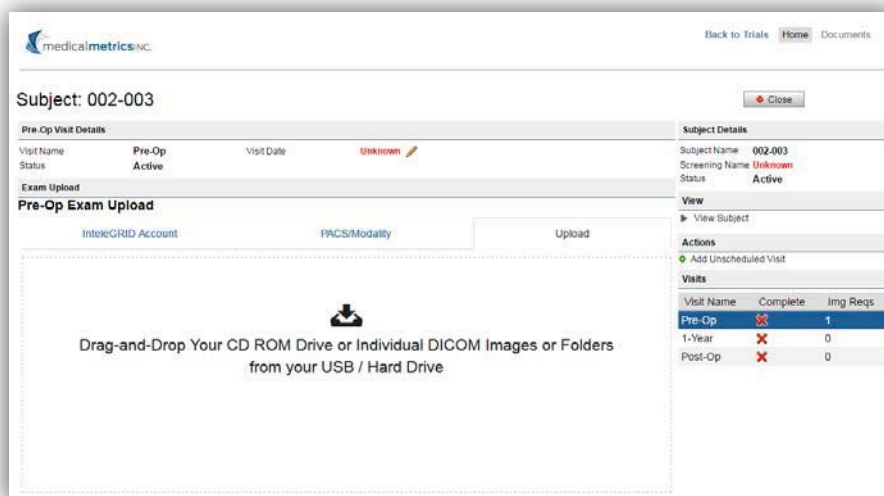 medicalmetrics INC.
Back to Trials Home Documents
Subject: 002-003
Close
Pre-Op Visit Details
Visit Name Pre-Op Visit Date Unknown
Status Active
Exam Upload
Pre-Op Exam Upload
InteleGRID Account PACS/Modality Upload
Drag-and-Drop Your CD ROM Drive or Individual DICOM Images or Folders
from your USB / Hard Drive
Subject Details
Subject Name 002-003
Screening Name Unknown
Status Active
View
View Subject
Actions
Add Unscheduled Visit
Visits
Visit Name Complete Img Reqs
Pre-Op 1
1-Year 0
Post-Op 0